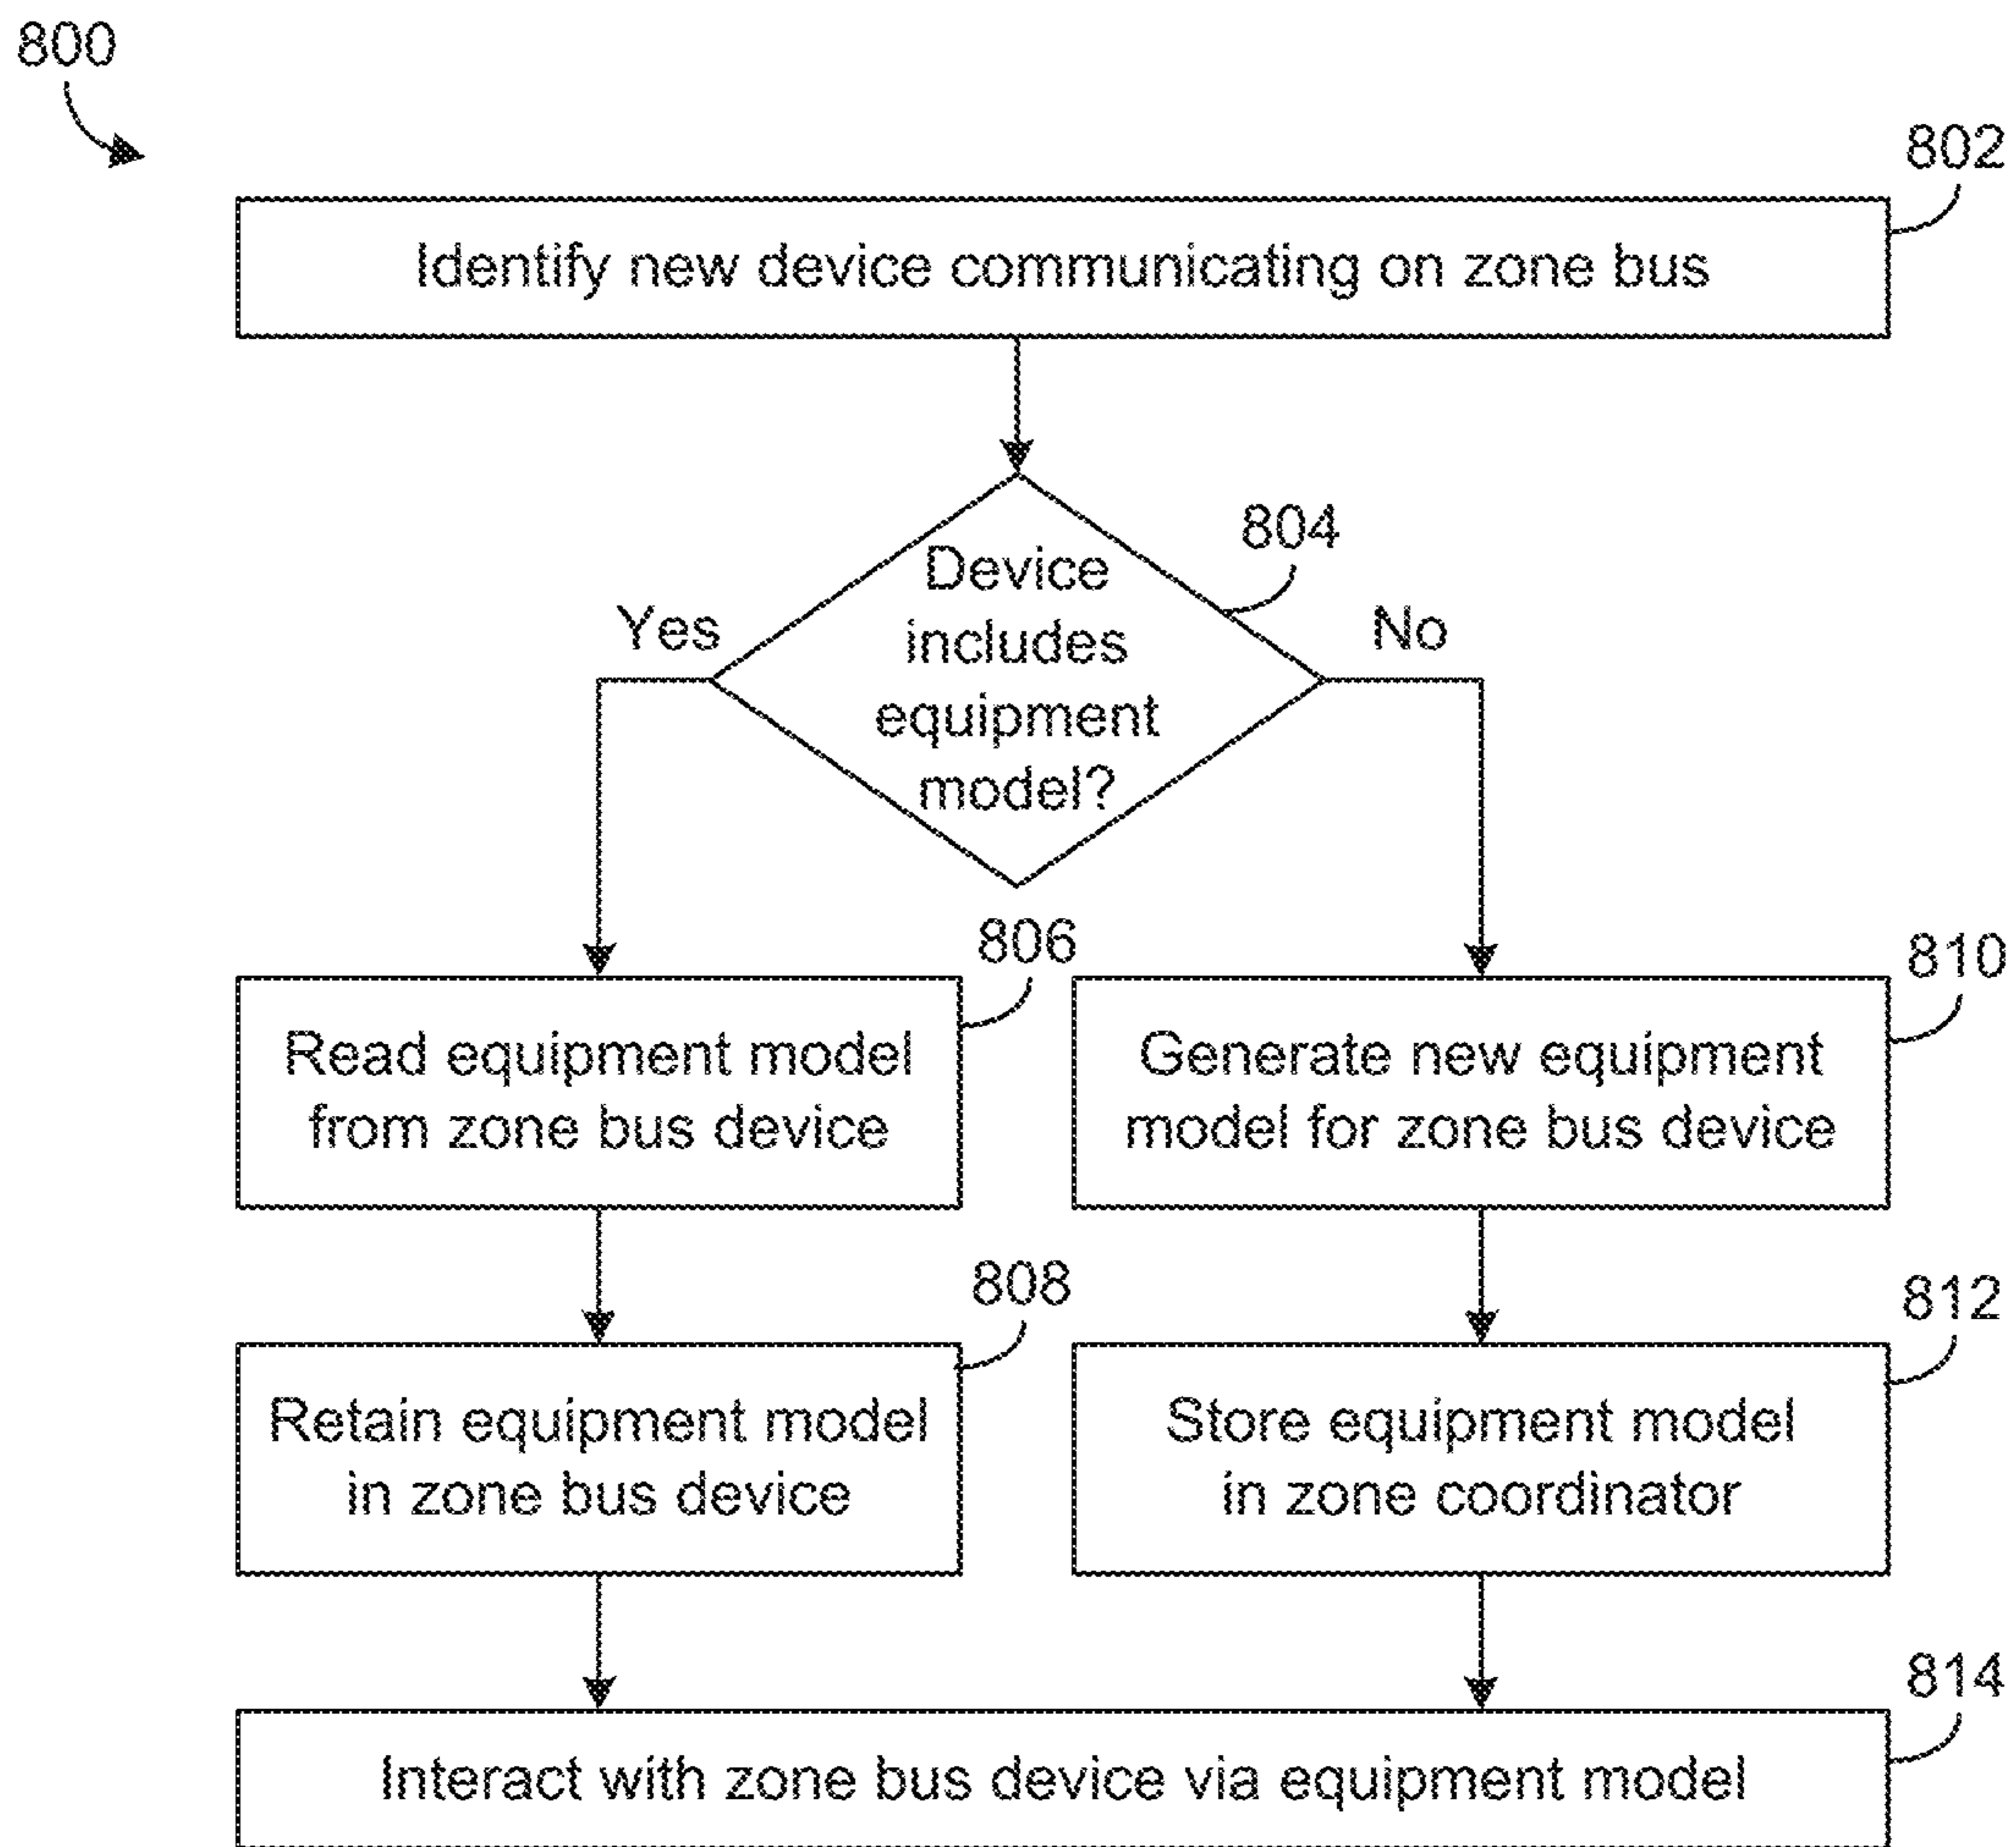 800
802
Identify new device communicating on zone bus
804
Device
includes
equipment
model?
Yes
No
806
810
Read equipment model
from zone bus device
Generate new equipment
model for zone bus device
808
812
Retain equipment model
in zone bus device
Store equipment model
in zone coordinator
814
Interact with zone bus device via equipment model